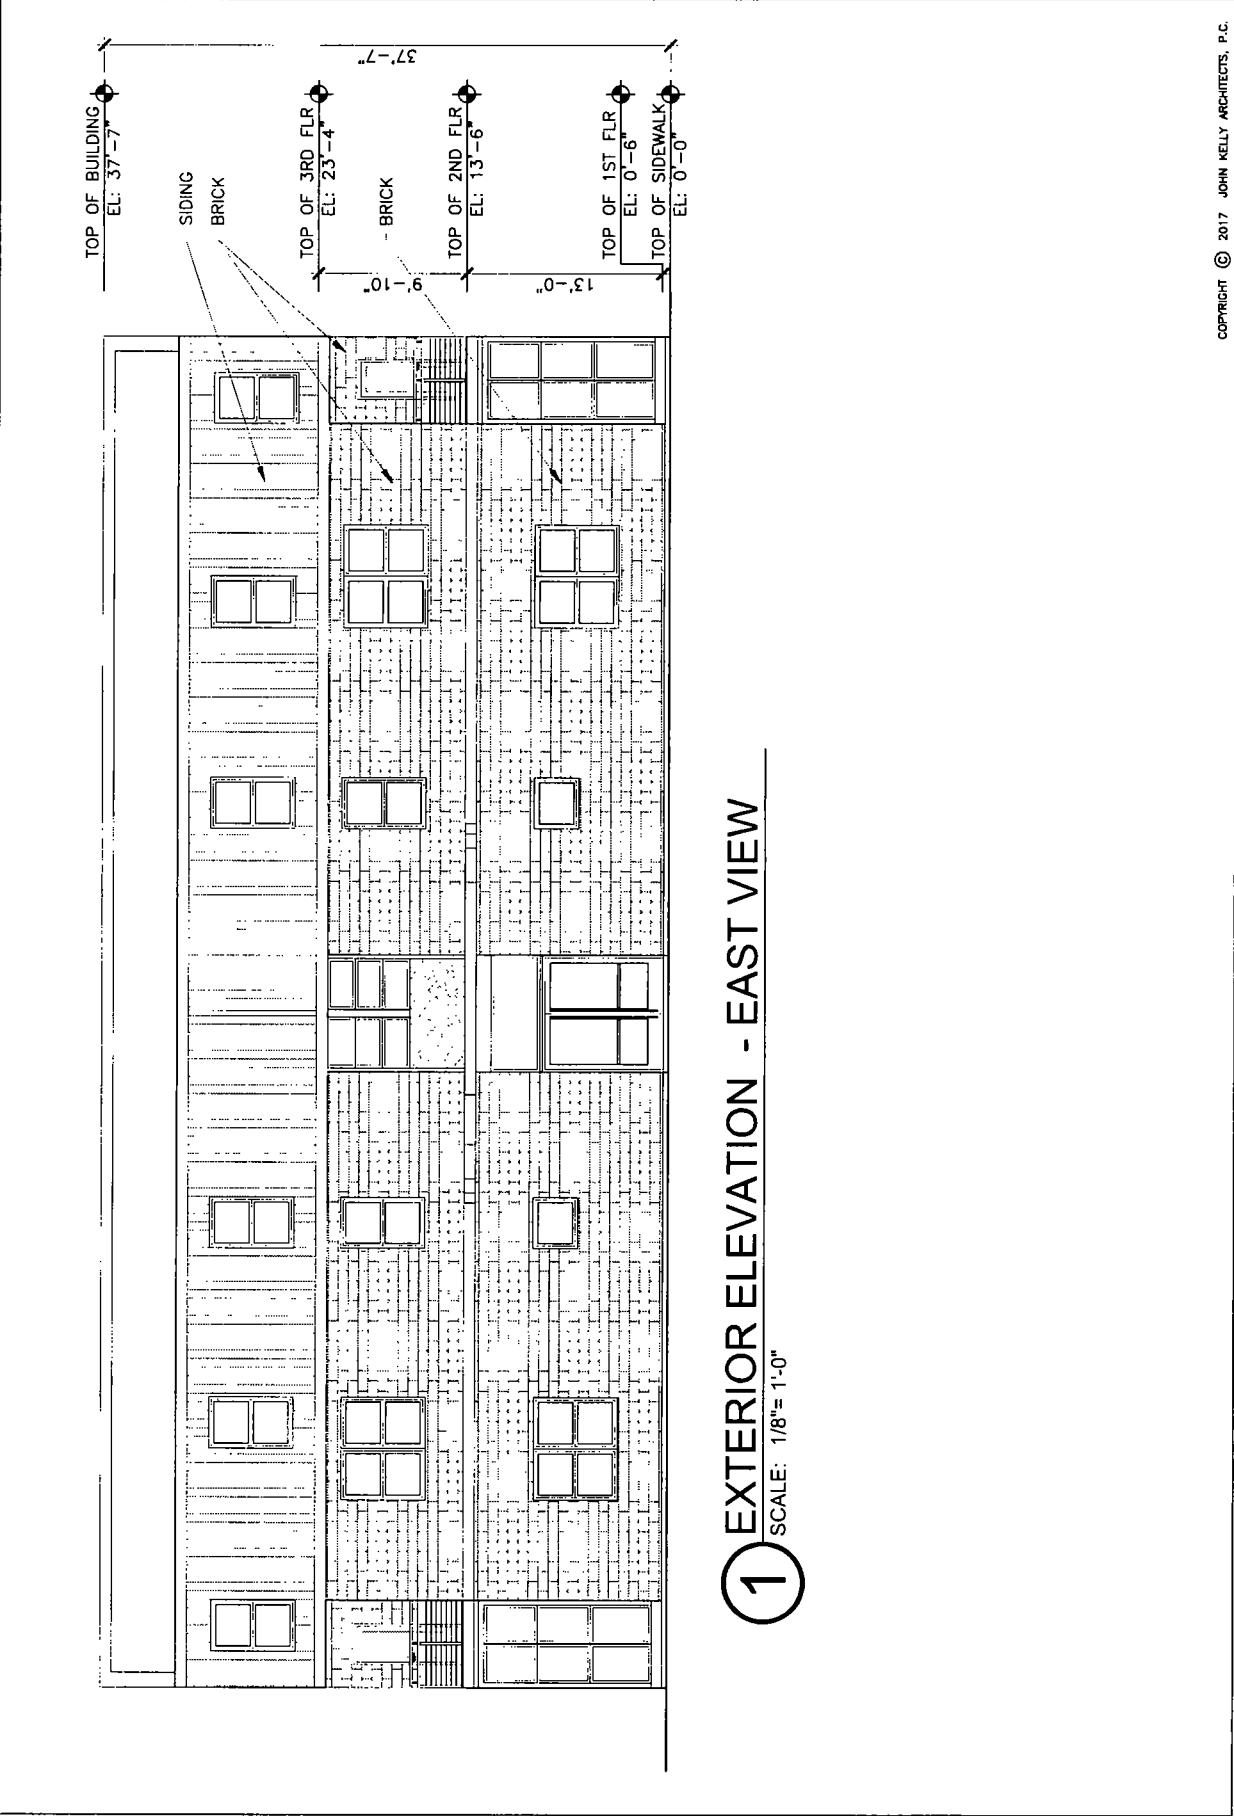 TOP OF BUILDING
EL: 37'-7"
SIDING
BRICK
TOP OF 3RD FLR
EL: 23'-4"
BRICK
TOP OF 2ND FLR
EL: 13'-6"
TOP OF 1ST FLR
EL: 0'-6"
TOP OF SIDEWALK
EL: 0'-0"
37'-7"
9'-10"
13'-0"
1
EXTERIOR ELEVATION - EAST VIEW
SCALE: 1/8"= 1'-0"
COPYRIGHT © 2017 JOHN KELLY ARCHITECTS, P.C.